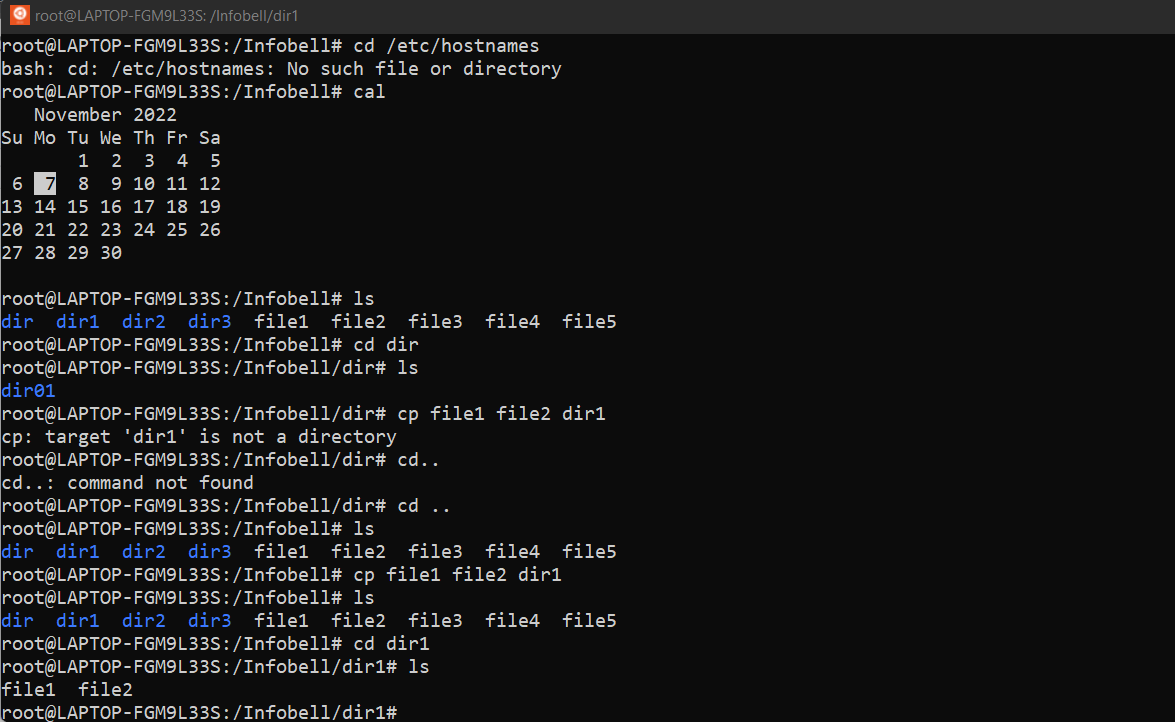 root@LAPTOP-FGM9L33S: /Infobell/dir1
root@LAPTOP-FGM9L33S:/Infobell# cd /etc/hostnames
bash: cd: /etc/hostnames: No such file or directory
root@LAPTOP-FGM9L33S:/Infobell# cal
   November 2022
Su Mo Tu We Th Fr Sa
       1  2  3  4  5
 6  7  8  9 10 11 12
13 14 15 16 17 18 19
20 21 22 23 24 25 26
27 28 29 30
root@LAPTOP-FGM9L33S:/Infobell# ls
dir  dir1  dir2  dir3  file1  file2  file3  file4  file5
root@LAPTOP-FGM9L33S:/Infobell# cd dir
root@LAPTOP-FGM9L33S:/Infobell/dir# ls
dir01
root@LAPTOP-FGM9L33S:/Infobell/dir# cp file1 file2 dir1
cp: target 'dir1' is not a directory
root@LAPTOP-FGM9L33S:/Infobell/dir# cd..
cd..: command not found
root@LAPTOP-FGM9L33S:/Infobell/dir# cd ..
root@LAPTOP-FGM9L33S:/Infobell# ls
dir  dir1  dir2  dir3  file1  file2  file3  file4  file5
root@LAPTOP-FGM9L33S:/Infobell# cp file1 file2 dir1
root@LAPTOP-FGM9L33S:/Infobell# ls
dir  dir1  dir2  dir3  file1  file2  file3  file4  file5
root@LAPTOP-FGM9L33S:/Infobell# cd dir1
root@LAPTOP-FGM9L33S:/Infobell/dir1# ls
file1  file2
root@LAPTOP-FGM9L33S:/Infobell/dir1#